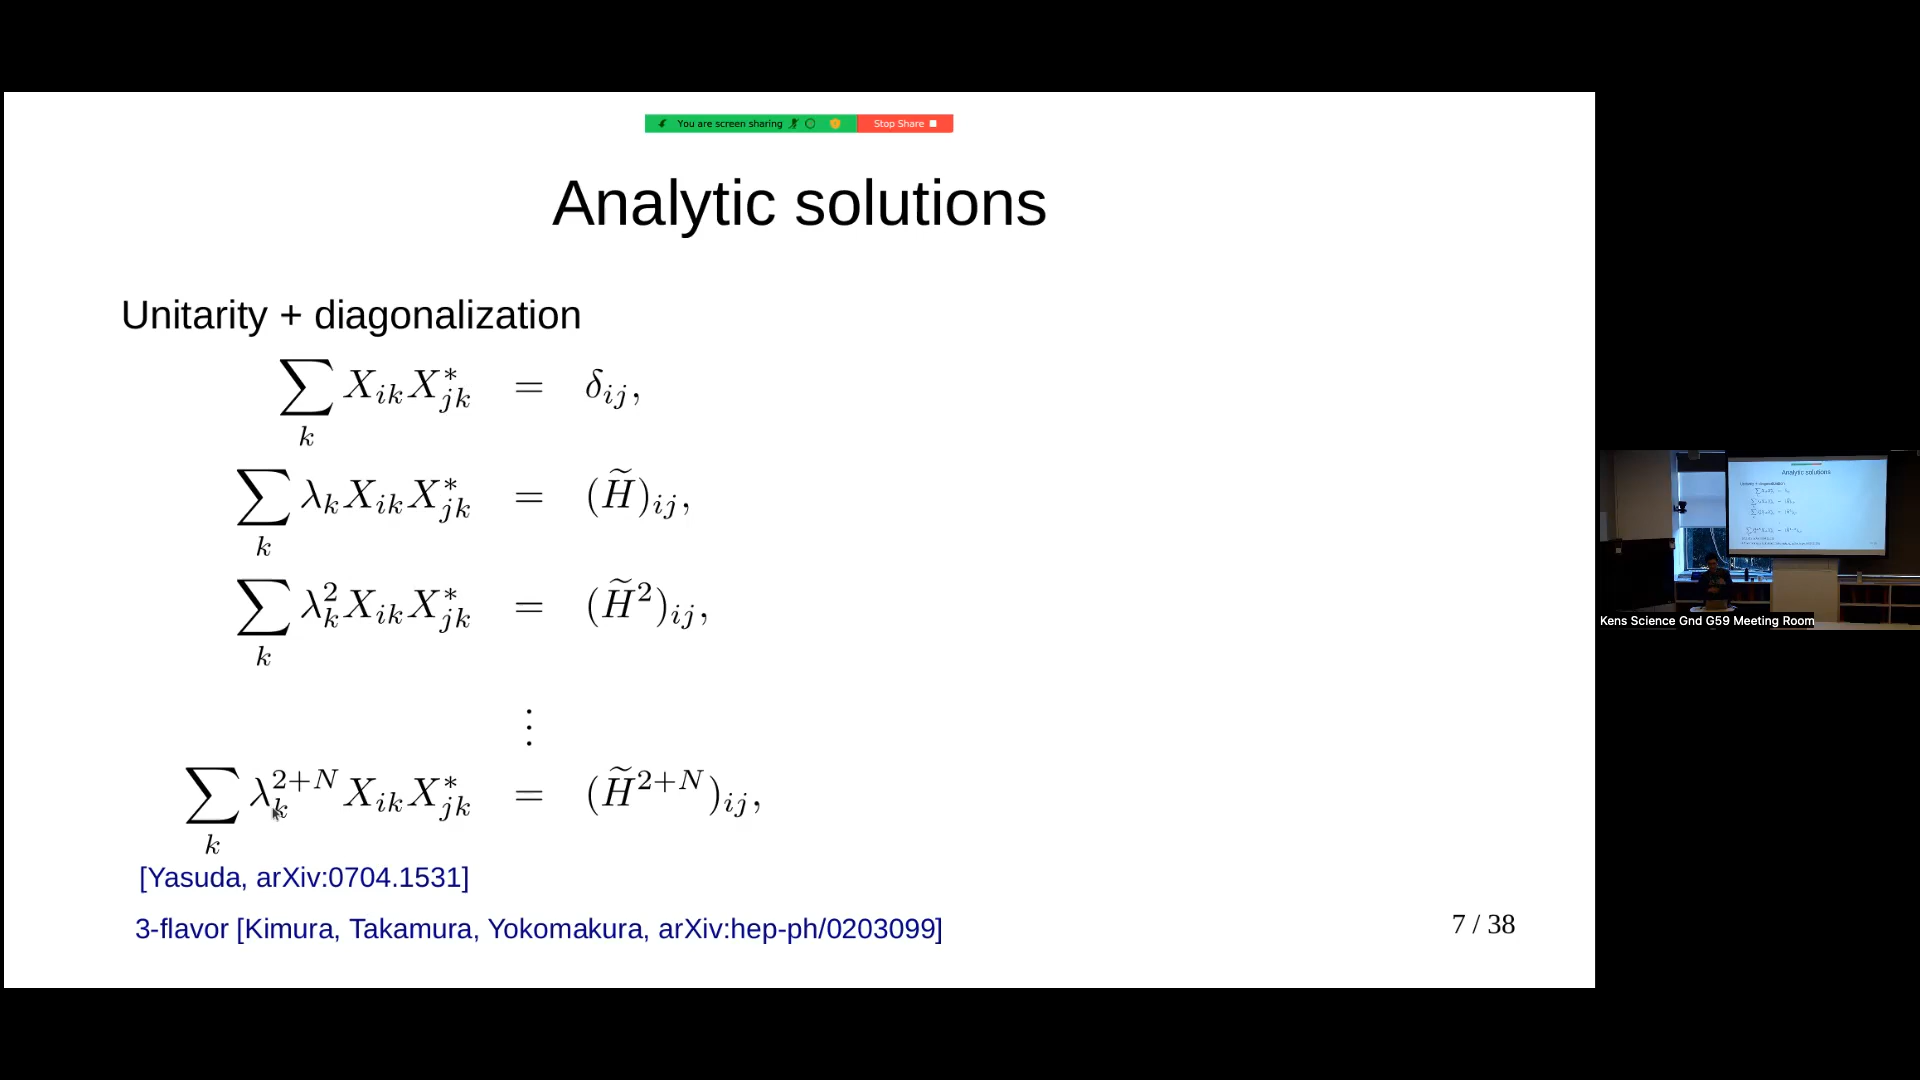 You are screen sharing
Stop Share
Analytic solutions
Unitarity + diagonalization
∑_k X_{ik} X^*_{jk} = δ_{ij},
∑_k λ_k X_{ik} X^*_{jk} = (H̃)_{ij},
∑_k λ_k^2 X_{ik} X^*_{jk} = (H̃^2)_{ij},
⋮
∑_k λ_k^{2+N} X_{ik} X^*_{jk} = (H̃^{2+N})_{ij},
[Yasuda, arXiv:0704.1531]
3-flavor [Kimura, Takamura, Yokomakura, arXiv:hep-ph/0203099]
7 / 38
Analytic solutions
Kens Science Gnd G59 Meeting Room